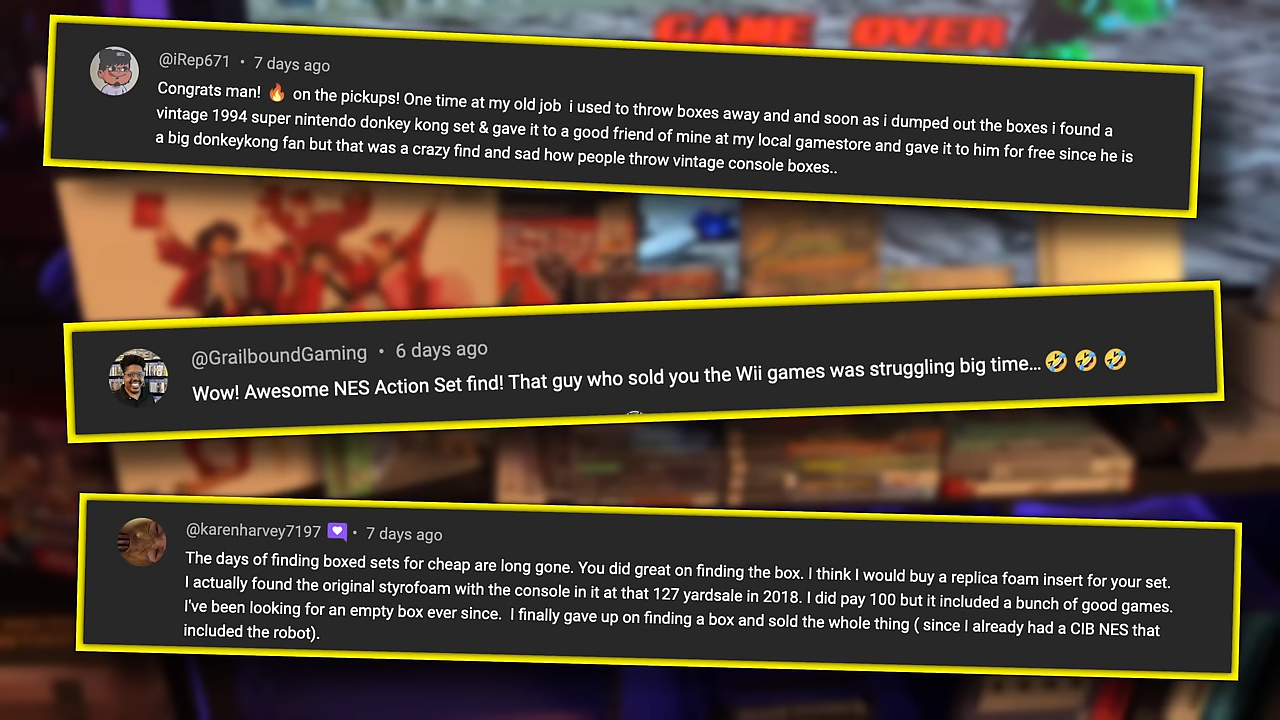 GAME OVER
@iRep671 • 7 days ago
Congrats man! 🔥 on the pickups! One time at my old job i used to throw boxes away and and soon as i dumped out the boxes i found a
vintage 1994 super nintendo donkey kong set & gave it to a good friend of mine at my local gamestore and gave it to him for free since he is
a big donkeykong fan but that was a crazy find and sad how people throw vintage console boxes..
@GrailboundGaming • 6 days ago
Wow! Awesome NES Action Set find! That guy who sold you the Wii games was struggling big time... 🤣 🤣 🤣
@karenharvey7197 • 7 days ago
The days of finding boxed sets for cheap are long gone. You did great on finding the box. I think I would buy a replica foam insert for your set.
I actually found the original styrofoam with the console in it at that 127 yardsale in 2018. I did pay 100 but it included a bunch of good games.
I've been looking for an empty box ever since. I finally gave up on finding a box and sold the whole thing ( since I already had a CIB NES that
included the robot).